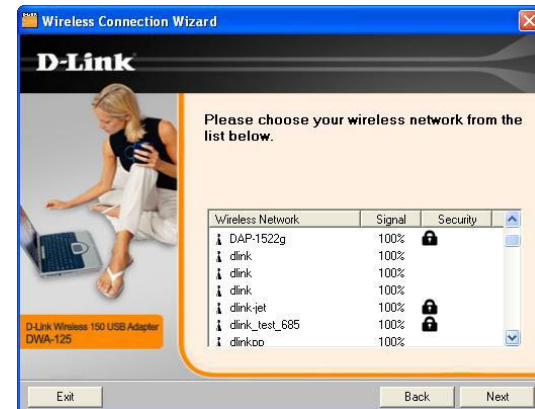 Wireless Connection Wizard
D-Link
Please choose your wireless network from the
list below.
Wireless Network Signal Security
DAP-1522g 100%
dlink 100%
dlink 100%
dlink 100%
dlink-jet 100%
dlink_test_685 100%
dlinkpp 100%
D-Link Wireless 150 USB Adapter
DWA-125
Exit Back Next